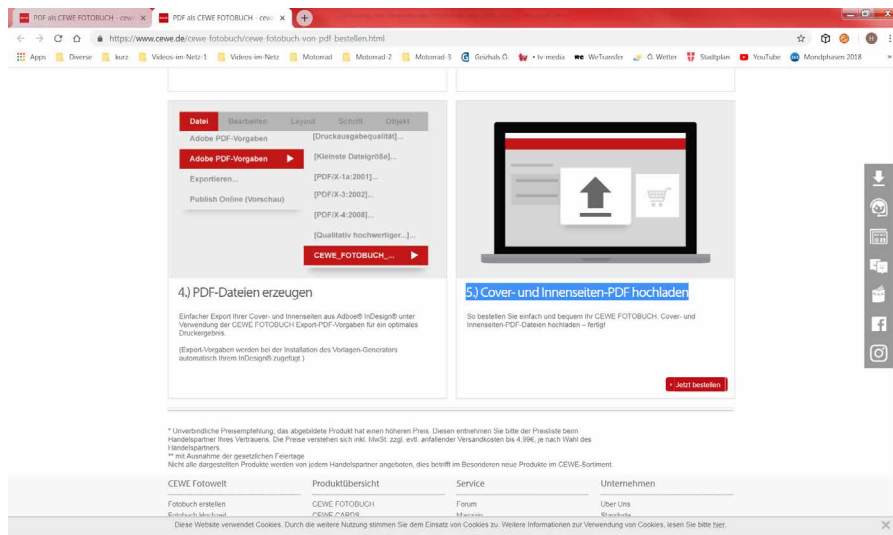 PDF als CEWE FOTOBUCH - cewe
PDF als CEWE FOTOBUCH - cewe
https://www.cewe.de/cewe-fotobuch/cewe-fotobuch-von-pdf-bestellen.html
Apps Diverse kurz Videos-im-Netz-1 Videos-im-Netz Motorrad Motorrad-2 Motorrad-3 Geizhals Ö. tv-media WeTransfer Ö. Wetter Stadtplan YouTube Mondphasen 2018 »
Datei Bearbeiten Layout Schrift Objekt
Adobe PDF-Vorgaben
Adobe PDF-Vorgaben
Exportieren...
Publish Online (Vorschau)
[Druckausgabequalität]...
[Kleinste Dateigröße]...
[PDF/X-1a:2001]...
[PDF/X-3:2002]...
[PDF/X-4:2008]...
[Qualitativ hochwertiger...]...
CEWE_FOTOBUCH_...
4.) PDF-Dateien erzeugen
Einfacher Export Ihrer Cover- und Innenseiten aus Adboe® InDesign® unter
Verwendung der CEWE FOTOBUCH Export-PDF-Vorgaben für ein optimales
Druckergebnis.
(Export-Vorgaben werden bei der Installation des Vorlagen-Generators
automatisch Ihrem InDesign® zugefügt.)
5.) Cover- und Innenseiten-PDF hochladen
So bestellen Sie einfach und bequem Ihr CEWE FOTOBUCH. Cover- und
Innenseiten-PDF-Dateien hochladen – fertig!
Jetzt bestellen
* Unverbindliche Preisempfehlung, das abgebildete Produkt hat einen höheren Preis. Diesen entnehmen Sie bitte der Preisliste beim
Handelspartner Ihres Vertrauens. Die Preise verstehen sich inkl. MwSt. zzgl. evtl. anfallender Versandkosten bis 4,99€, je nach Wahl des
Handelspartners.
** mit Ausnahme der gesetzlichen Feiertage
Nicht alle dargestellten Produkte werden von jedem Handelspartner angeboten, dies betrifft im Besonderen neue Produkte im CEWE-Sortiment.
CEWE Fotowelt Produktübersicht Service Unternehmen
Fotobuch erstellen CEWE FOTOBUCH Forum Über Uns
Fotobuch Hochzeit CEWE CARDS Magazin Standorte
Diese Website verwendet Cookies. Durch die weitere Nutzung stimmen Sie dem Einsatz von Cookies zu. Weitere Informationen zur Verwendung von Cookies, lesen Sie bitte hier.